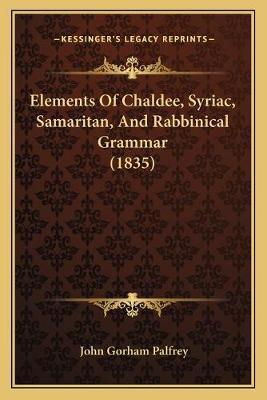 KESSINGER'S LEGACY REPRINTS
Elements Of Chaldee, Syriac,
Samaritan, And Rabbinical
Grammar
(1835)
John Gorham Palfrey